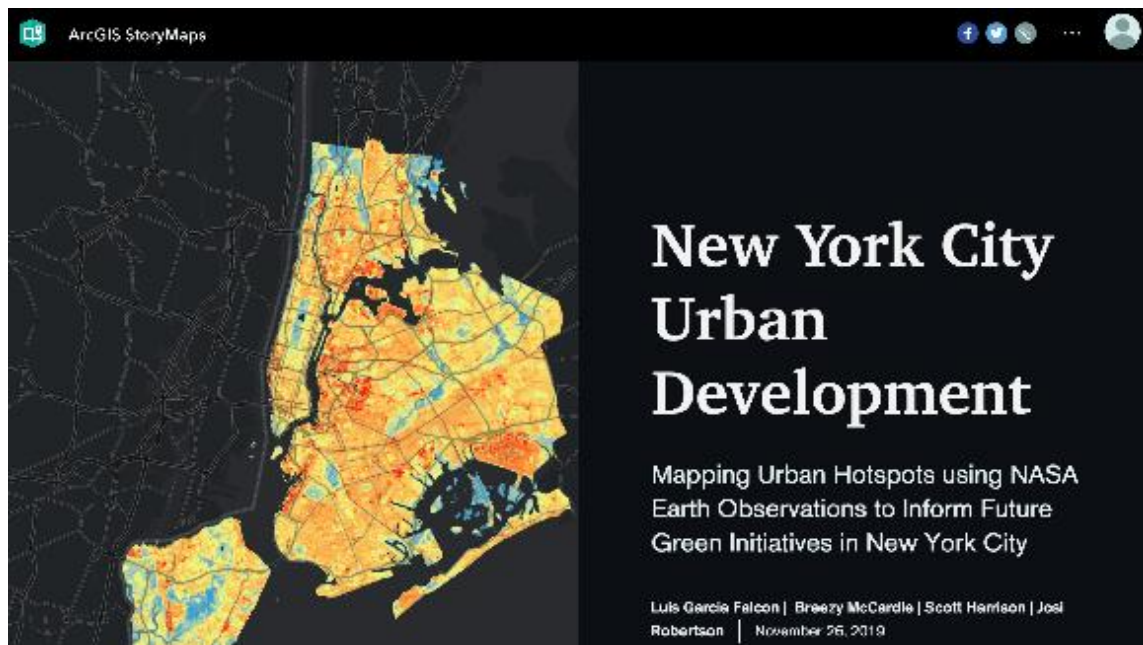 ArcGIS StoryMaps
New York City
Urban
Development
Mapping Urban Hotspots using NASA
Earth Observations to Inform Future
Green Initiatives in New York City
Luis Garcia Falcon | Breezy McCardle | Scott Harrison | Josi
Robertson | November 26, 2019